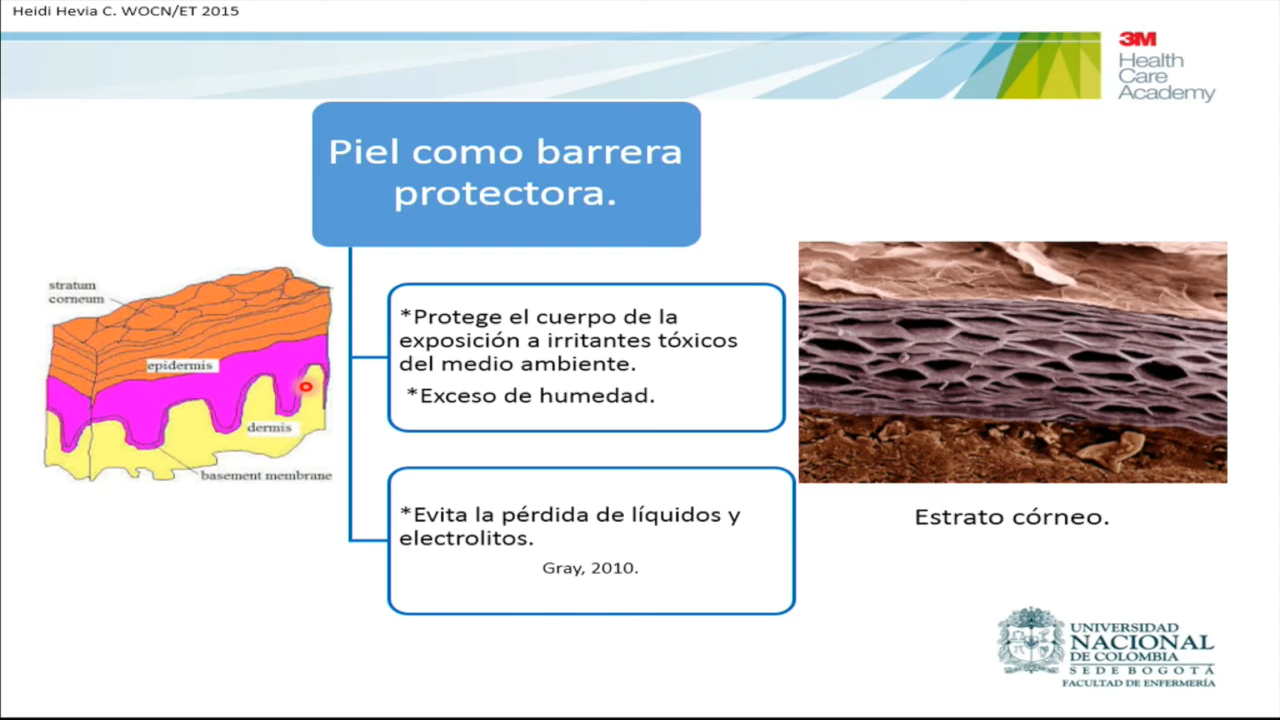 Heidi Hevia C. WOCN/ET 2015
3M
Health
Care
Academy
Piel como barrera
protectora.
stratum
corneum
epidermis
dermis
basement membrane
*Protege el cuerpo de la
exposición a irritantes tóxicos
del medio ambiente.
*Exceso de humedad.
*Evita la pérdida de líquidos y
electrolitos.
Gray, 2010.
Estrato córneo.
UNIVERSIDAD
NACIONAL
DE COLOMBIA
SEDE BOGOTÁ
FACULTAD DE ENFERMERÍA